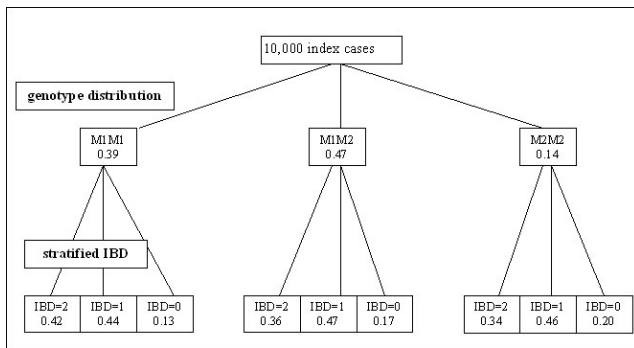 10,000 index cases
genotype distribution
M1M1 M1M2 M2M2
0.39 0.47 0.14
stratified IBD
IBD=2 IBD=1 IBD=0 IBD=2 IBD=1 IBD=0 IBD=2 IBD=1 IBD=0
0.42 0.44 0.13 0.36 0.47 0.17 0.34 0.46 0.20